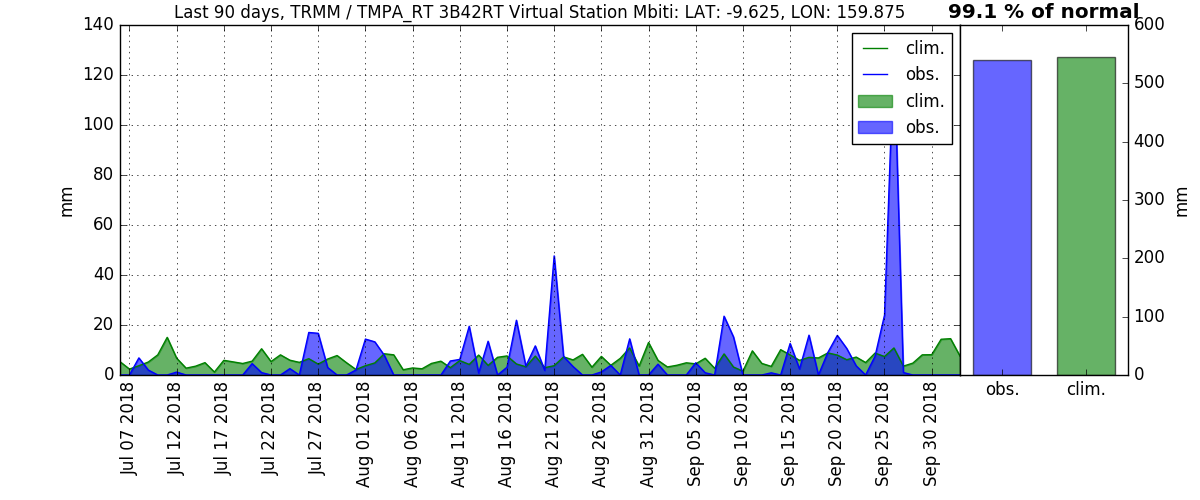 Last 90 days, TRMM / TMPA_RT 3B42RT Virtual Station Mbiti: LAT: -9.625, LON: 159.875
99.1 % of normal
140
120
100
80
60
40
20
0
mm
clim.
obs.
clim.
obs.
600
500
400
300
200
100
0
mm
obs.
clim.
Jul 07 2018
Jul 12 2018
Jul 17 2018
Jul 22 2018
Jul 27 2018
Aug 01 2018
Aug 06 2018
Aug 11 2018
Aug 16 2018
Aug 21 2018
Aug 26 2018
Aug 31 2018
Sep 05 2018
Sep 10 2018
Sep 15 2018
Sep 20 2018
Sep 25 2018
Sep 30 2018